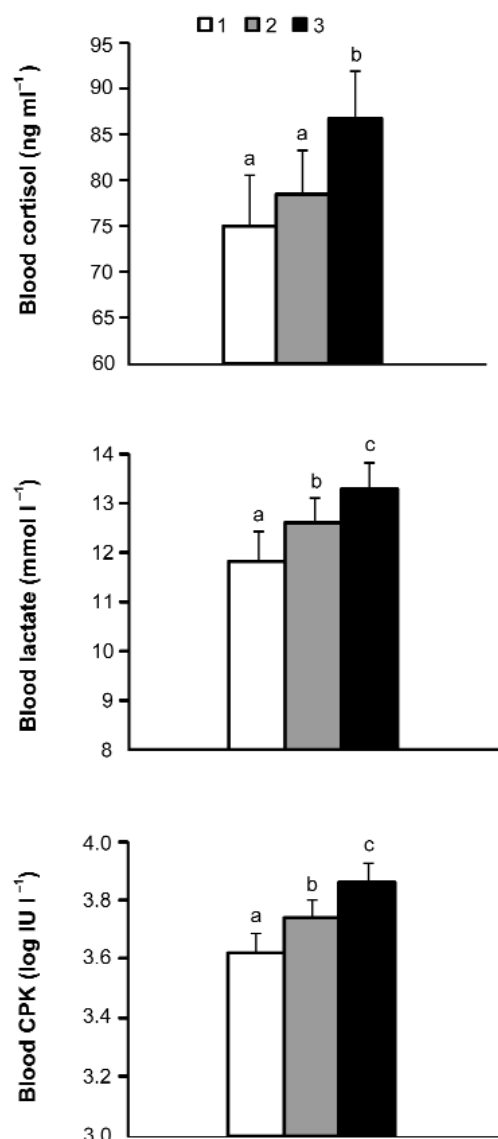 1 2 3
Blood cortisol (ng ml⁻¹)
95
90
85
80
75
70
65
60
a
a
b
Blood lactate (mmol l⁻¹)
14
13
12
11
10
9
8
a
b
c
Blood CPK (log IU l⁻¹)
4.0
3.8
3.6
3.4
3.2
3.0
a
b
c